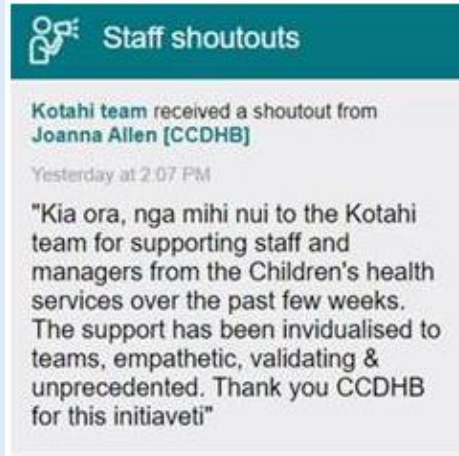 Staff shoutouts
Kotahi team received a shoutout from
Joanna Allen [CCDHB]
Yesterday at 2:07 PM
"Kia ora, nga mihi nui to the Kotahi
team for supporting staff and
managers from the Children's health
services over the past few weeks.
The support has been invidualised to
teams, empathetic, validating &
unprecedented. Thank you CCDHB
for this initiaveti"